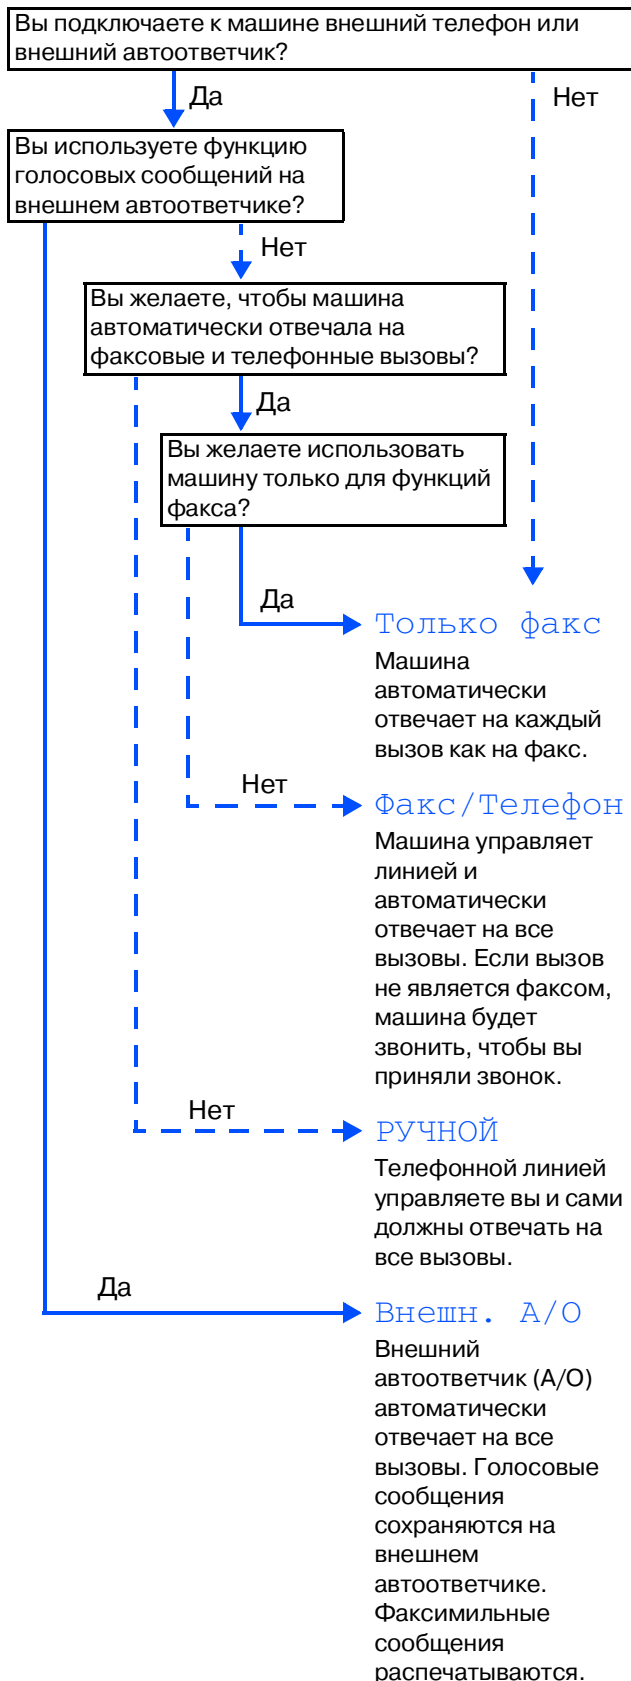 Вы подключаете к машине внешний телефон или
внешний автоответчик?
Да
Нет
Вы используете функцию
голосовых сообщений на
внешнем автоответчике?
Нет
Вы желаете, чтобы машина
автоматически отвечала на
факсовые и телефонные вызовы?
Да
Вы желаете использовать
машину только для функций
факса?
Да
Только факс
Машина
автоматически
отвечает на каждый
вызов как на факс.
Нет
Факс/Телефон
Машина управляет
линией и
автоматически
отвечает на все
вызовы. Если вызов
не является факсом,
машина будет
звонить, чтобы вы
приняли звонок.
Нет
РУЧНОЙ
Телефонной линией
управляете вы и сами
должны отвечать на
все вызовы.
Да
Внешн. А/О
Внешний
автоответчик (А/О)
автоматически
отвечает на все
вызовы. Голосовые
сообщения
сохраняются на
внешнем
автоответчике.
Факсимильные
сообщения
распечатываются.